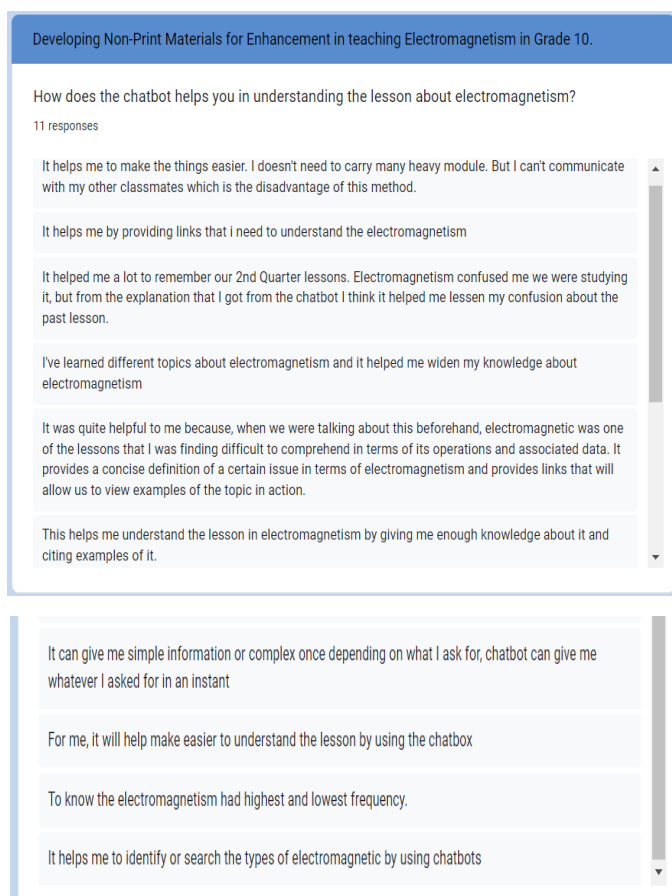 Developing Non-Print Materials for Enhancement in teaching Electromagnetism in Grade 10.
How does the chatbot helps you in understanding the lesson about electromagnetism?
11 responses
It helps me to make the things easier. I doesn't need to carry many heavy module. But I can't communicate
with my other classmates which is the disadvantage of this method.
It helps me by providing links that i need to understand the electromagnetism
It helped me a lot to remember our 2nd Quarter lessons. Electromagnetism confused me we were studying
it, but from the explanation that I got from the chatbot I think it helped me lessen my confusion about the
past lesson.
I've learned different topics about electromagnetism and it helped me widen my knowledge about
electromagnetism
It was quite helpful to me because, when we were talking about this beforehand, electromagnetic was one
of the lessons that I was finding difficult to comprehend in terms of its operations and associated data. It
provides a concise definition of a certain issue in terms of electromagnetism and provides links that will
allow us to view examples of the topic in action.
This helps me understand the lesson in electromagnetism by giving me enough knowledge about it and
citing examples of it.
It can give me simple information or complex once depending on what I ask for, chatbot can give me
whatever I asked for in an instant
For me, it will help make easier to understand the lesson by using the chatbox
To know the electromagnetism had highest and lowest frequency.
It helps me to identify or search the types of electromagnetic by using chatbots